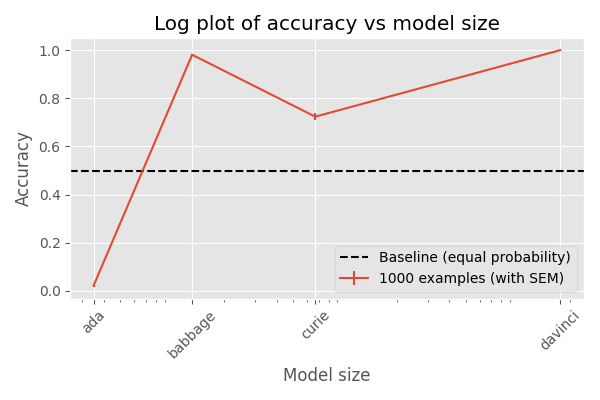 Log plot of accuracy vs model size
1.0
0.8
0.6
0.4
0.2
0.0
Accuracy
Baseline (equal probability)
1000 examples (with SEM)
ada
babbage
curie
davinci
Model size